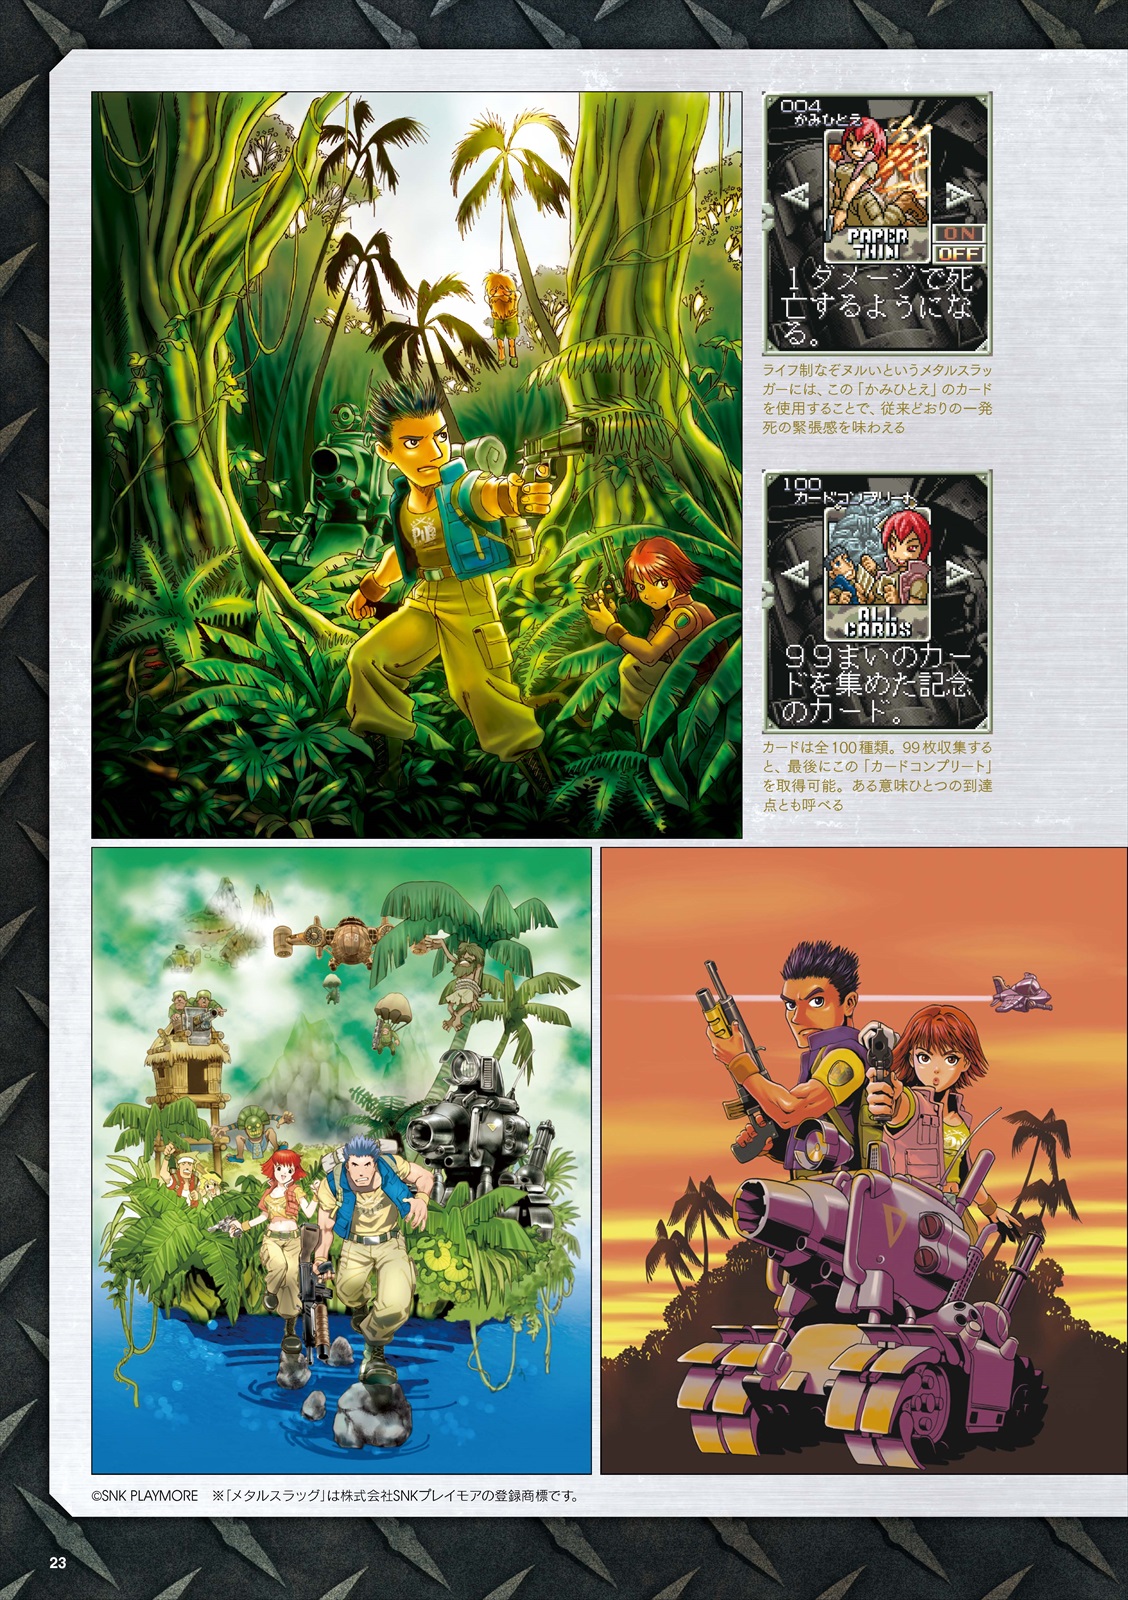 004
かみひとえ
PAPER
THIN
ON
OFF
1ダメージで死
亡するようにな
る。
ライフ制なぞヌルいというメタルスラッ
ガーには、この「かみひとえ」のカード
を使用することで、従来どおりの一発
死の緊張感を味わえる
100
カードコンプリート
ALL
CARDS
99まいのカー
ドを集めた記念
のカード。
カードは全100種類。99枚収集する
と、最後にこの「カードコンプリート」
を取得可能。ある意味ひとつの到達
点とも呼べる
©SNK PLAYMORE ※「メタルスラッグ」は株式会社SNKプレイモアの登録商標です。
23